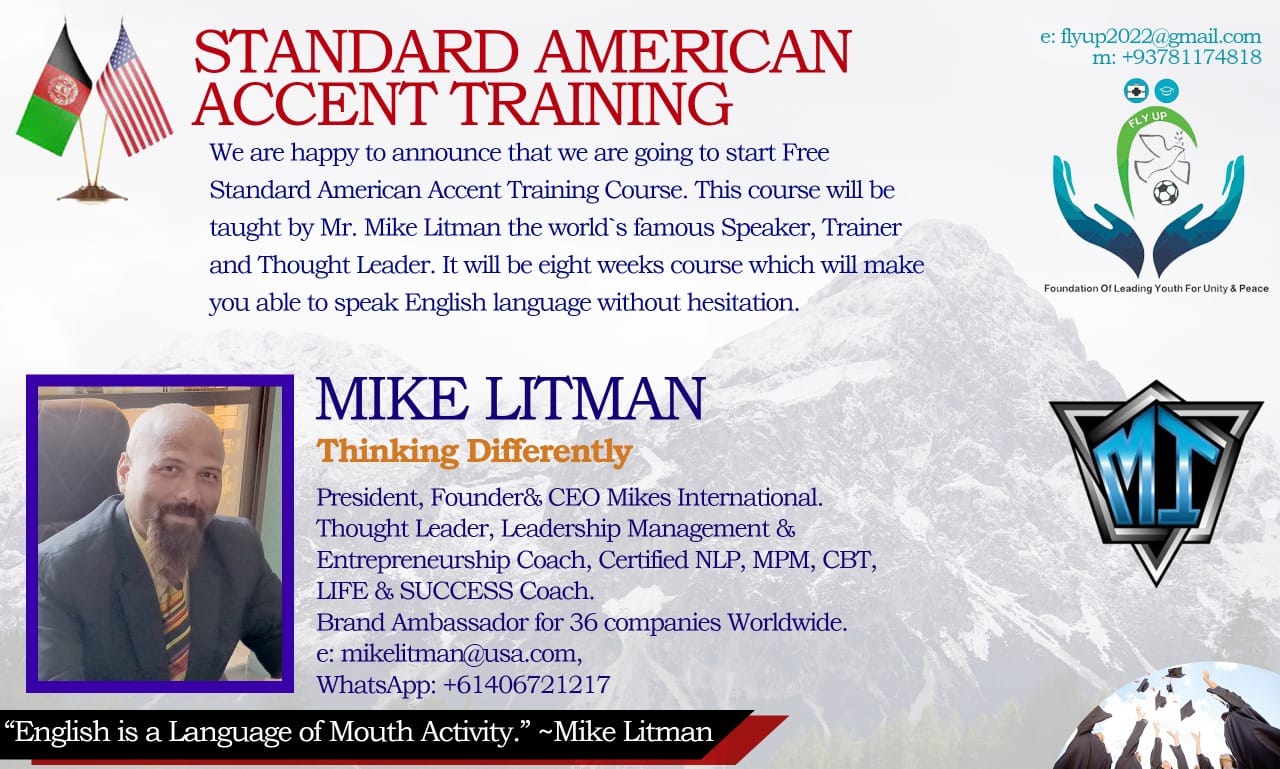 STANDARD AMERICAN
ACCENT TRAINING
We are happy to announce that we are going to start Free
Standard American Accent Training Course. This course will be
taught by Mr. Mike Litman the world`s famous Speaker, Trainer
and Thought Leader. It will be eight weeks course which will make
you able to speak English language without hesitation.
e: flyup2022@gmail.com
m: +93781174818
FLY UP
Foundation Of Leading Youth For Unity & Peace
MIKE LITMAN
Thinking Differently
President, Founder& CEO Mikes International.
Thought Leader, Leadership Management &
Entrepreneurship Coach, Certified NLP, MPM, CBT,
LIFE & SUCCESS Coach.
Brand Ambassador for 36 companies Worldwide.
e: mikelitman@usa.com,
WhatsApp: +61406721217
MI
“English is a Language of Mouth Activity.” ~Mike Litman